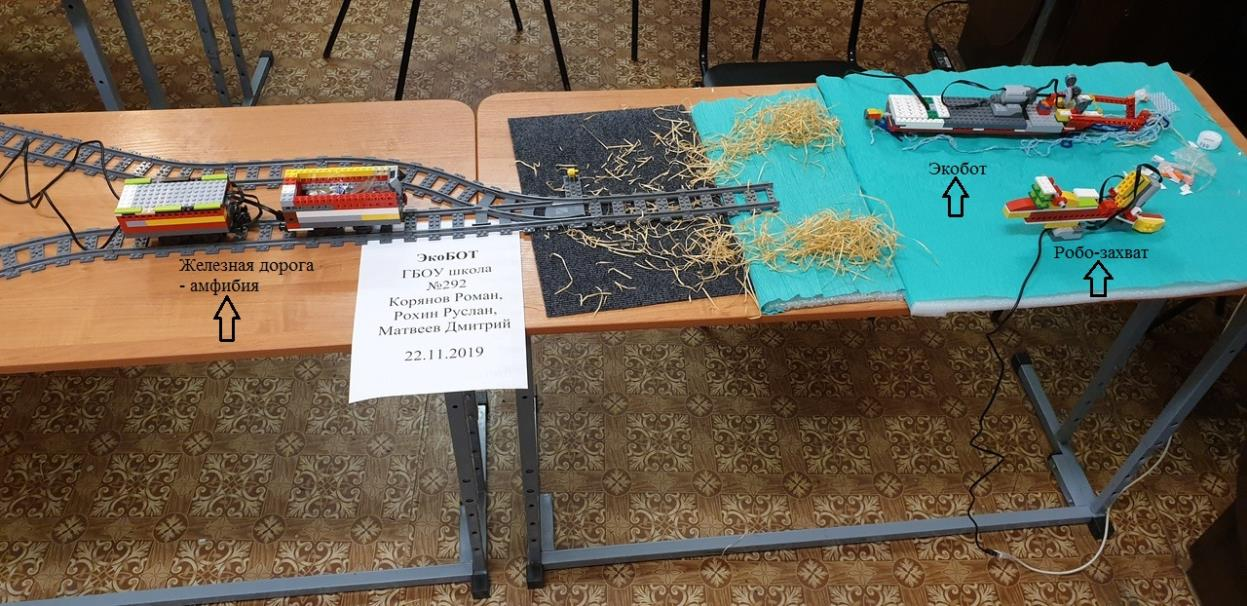 Экобот
Робо-захват
Железная дорога
- амфибия
ЭкоБОТ
ГБОУ школа
№292
Корянов Роман,
Рохин Руслан,
Матвеев Дмитрий
22.11.2019